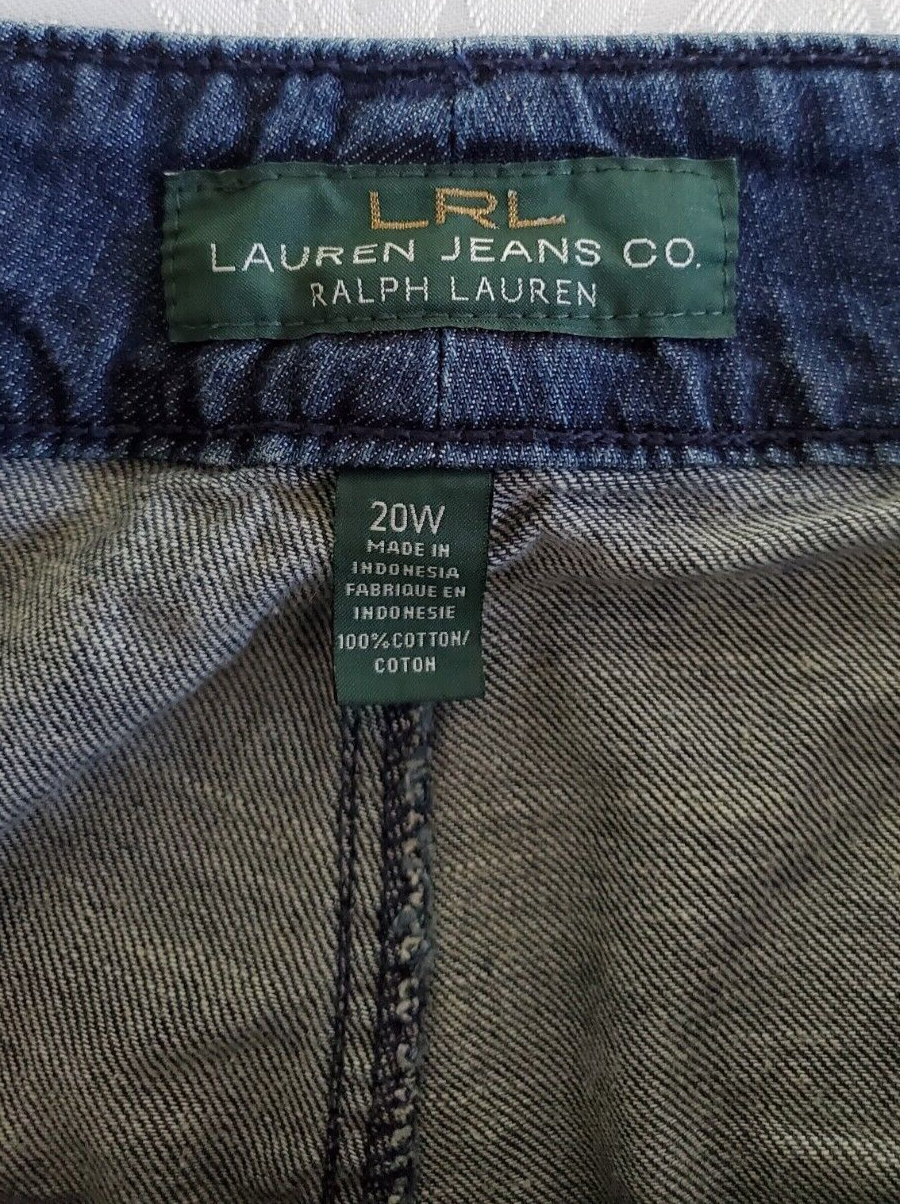 LRL
LAUREN JEANS CO.
RALPH LAUREN
20W
MADE IN
INDONESIA
FABRIQUE EN
INDONESIE
100%COTTON/
COTON